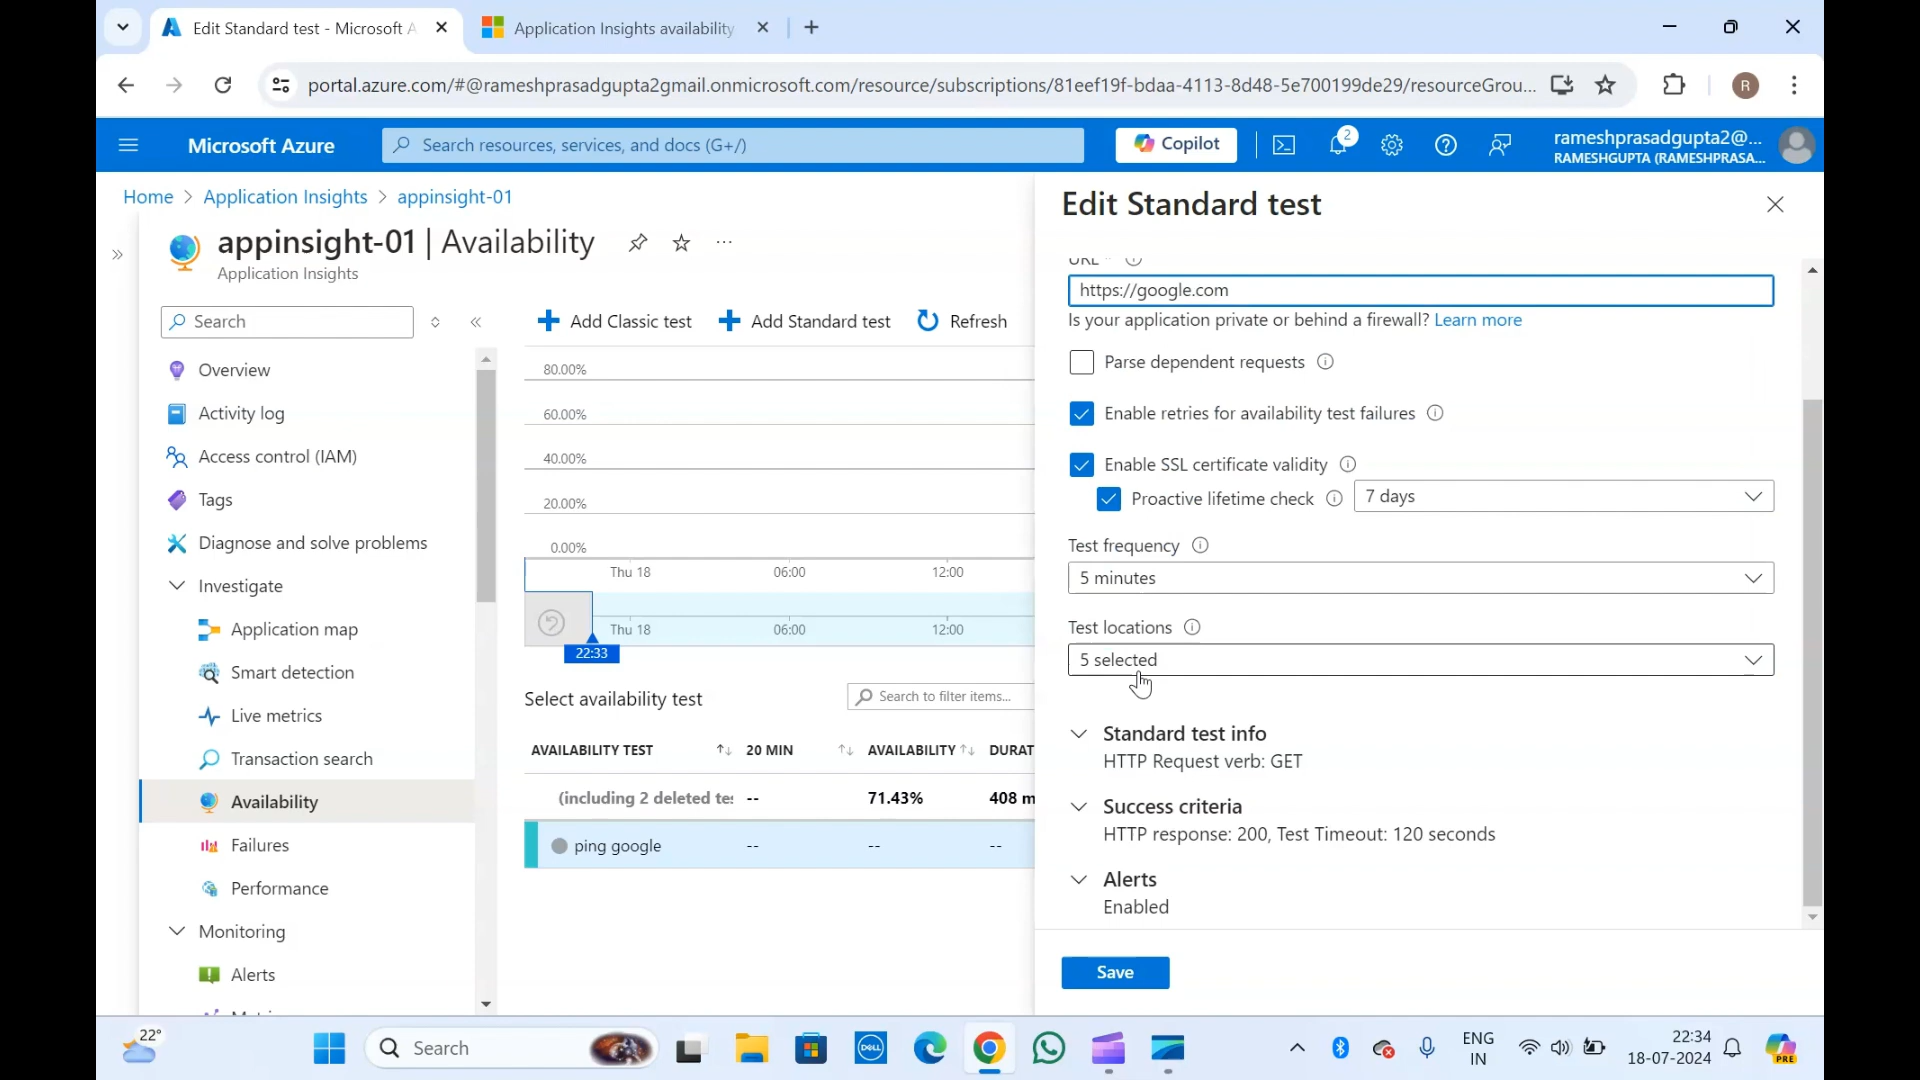 Edit Standard test - Microsoft A
Application Insights availability
portal.azure.com/#@rameshprasadgupta2gmail.onmicrosoft.com/resource/subscriptions/81eef19f-bdaa-4113-8d48-5e700199de29/resourceGrou...
R
Microsoft Azure
Search resources, services, and docs (G+/)
Copilot
2
rameshprasadgupta2@...
RAMESHGUPTA (RAMESHPRASA...
Home > Application Insights > appinsight-01
appinsight-01 | Availability
...
Application Insights
Search
Overview
Activity log
Access control (IAM)
Tags
Diagnose and solve problems
Investigate
Application map
Smart detection
Live metrics
Transaction search
Availability
Failures
Performance
Monitoring
Alerts
Add Classic test
Add Standard test
Refresh
80.00%
60.00%
40.00%
20.00%
0.00%
Thu 18
06:00
12:00
Thu 18
06:00
12:00
22:33
Select availability test
Search to filter items...
AVAILABILITY TEST
20 MIN
AVAILABILITY
DURAT
(including 2 deleted te
--
71.43%
408 m
ping google
--
--
--
Edit Standard test
URL *
https://google.com
Is your application private or behind a firewall? Learn more
Parse dependent requests
Enable retries for availability test failures
Enable SSL certificate validity
Proactive lifetime check
7 days
Test frequency
5 minutes
Test locations
5 selected
Standard test info
HTTP Request verb: GET
Success criteria
HTTP response: 200, Test Timeout: 120 seconds
Alerts
Enabled
Save
22°
Search
DELL
ENG
IN
22:34
18-07-2024
PRE